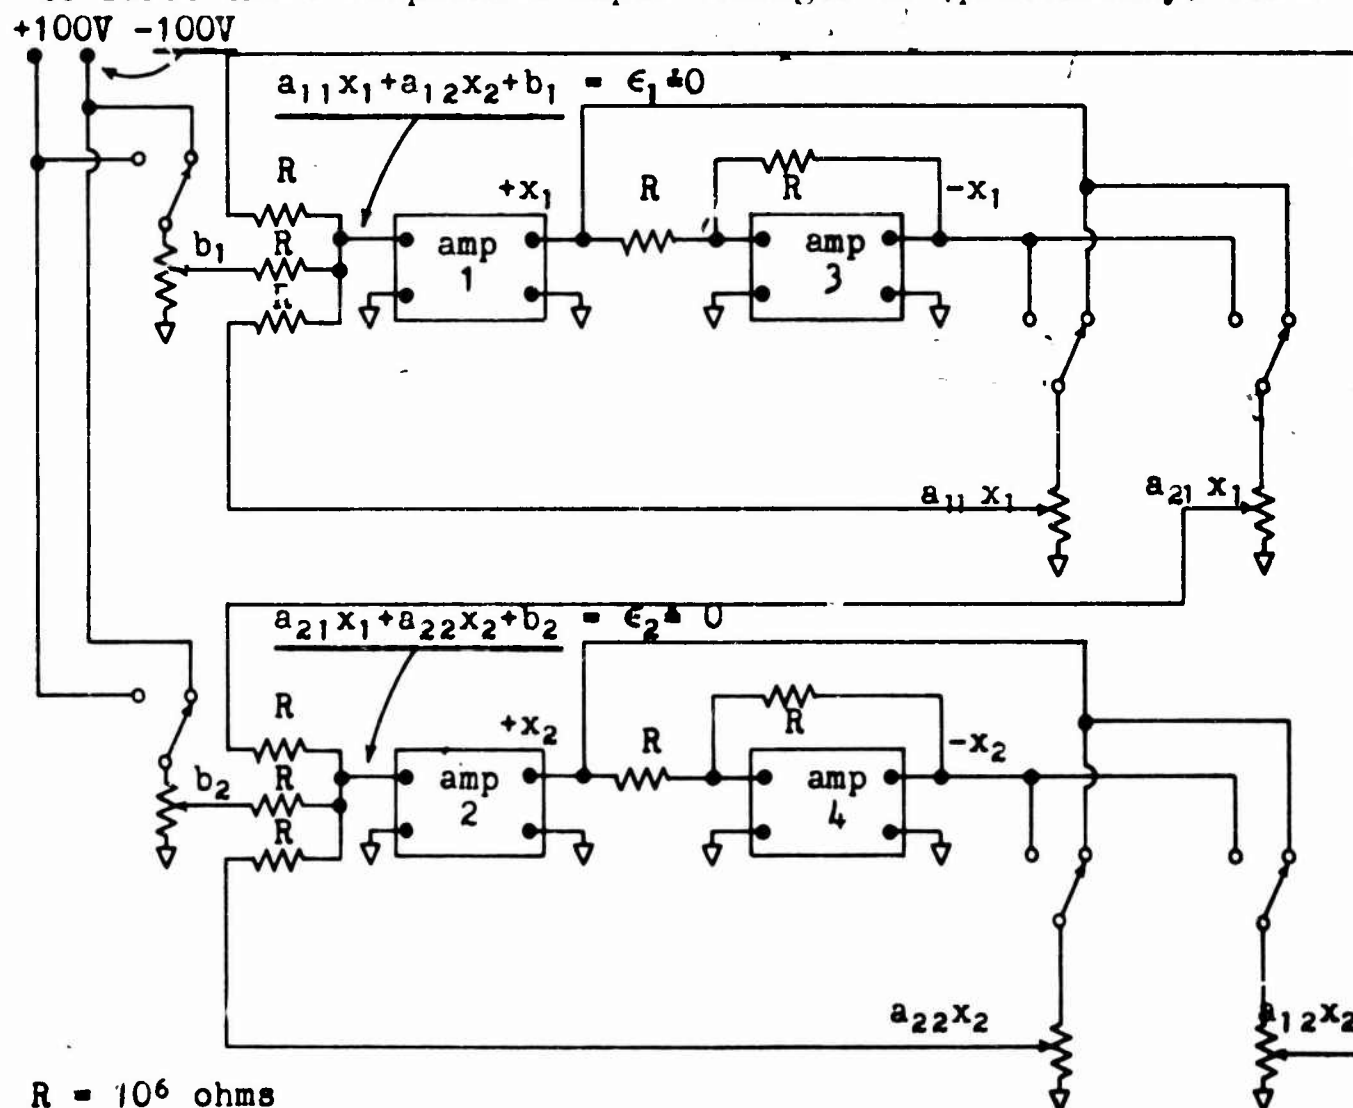 +100V -100V
a₁₁x₁+a₁₂x₂+b₁ = ϵ₁≐0
R
+x₁
R
R
-x₁
b₁
R
amp
1
amp
3
R
a₁₁ x₁
a₂₁ x₁
a₂₁x₁+a₂₂x₂+b₂ = ϵ₂≐ 0
R
+x₂
R
R
-x₂
b₂
R
amp
2
amp
4
R
a₂₂x₂
a₁₂x₂
R = 10⁶ ohms